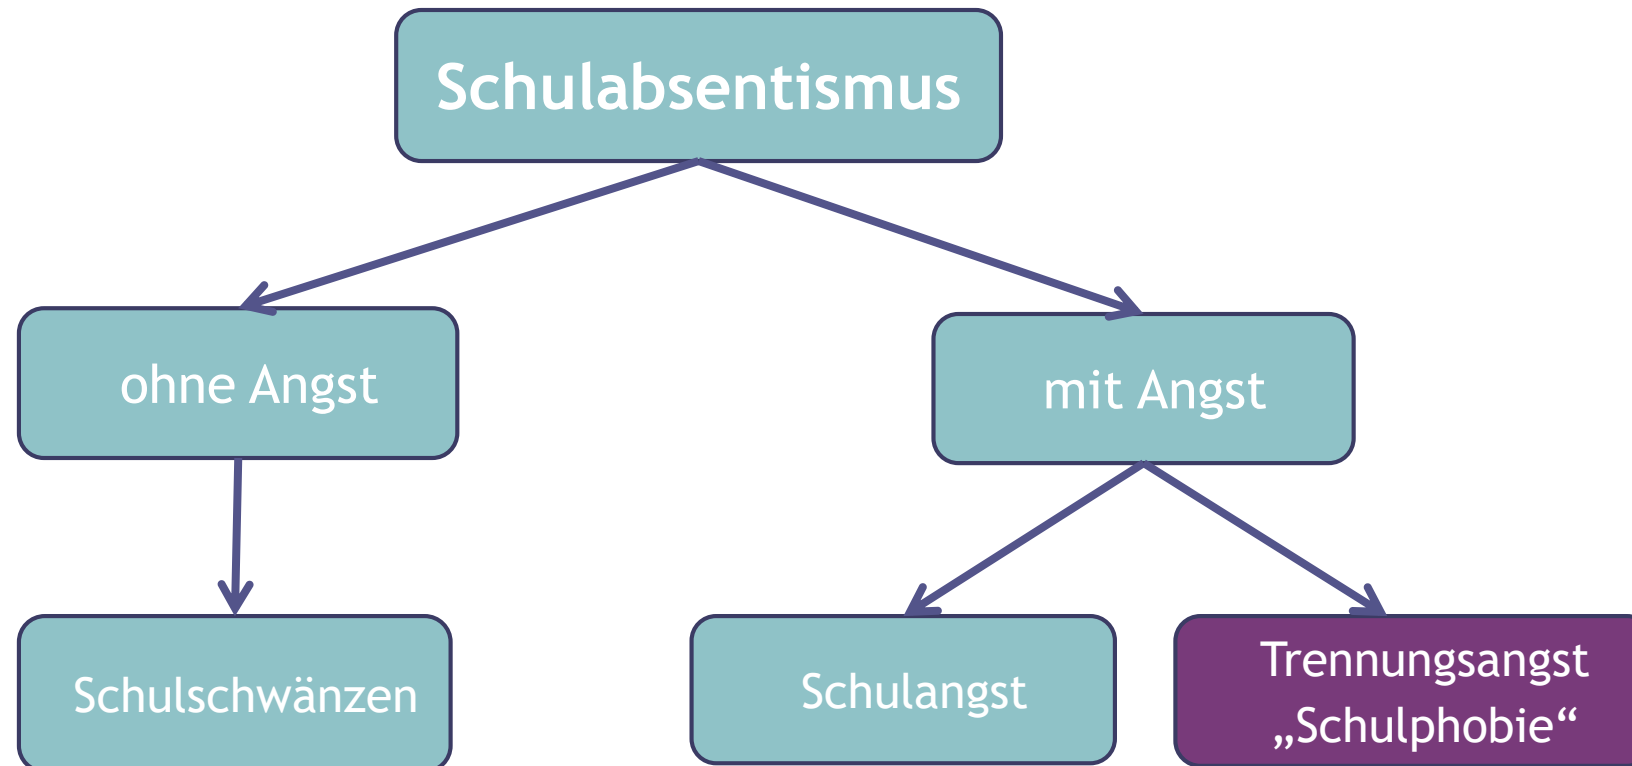 Schulabsentismus
ohne Angst
mit Angst
Schulschwänzen
Schulangst
Trennungsangst
„Schulphobie“